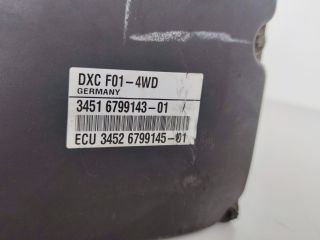 DXC F01-4WD
GERMANY
3451 6799143-01
ECU 3452 6799145-01